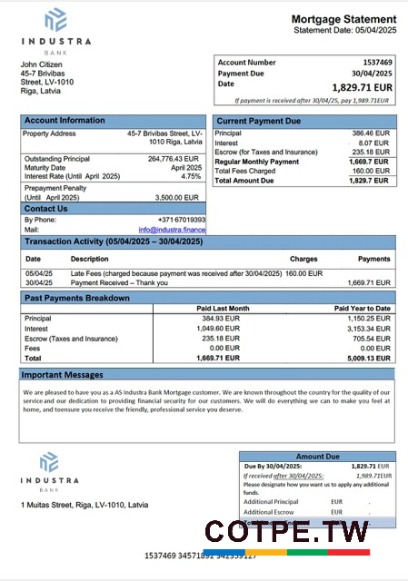 INDUSTRA
BANK
Mortgage Statement
Statement Date: 05/04/2025
John Citizen
45-7 Brivibas
Street, LV-1010
Riga, Latvia
Account Number 1537469
Payment Due 30/04/2025
Date 1,829.71 EUR
If payment is received after 30/04/25, pay 1,989.71EUR
Account Information
Property Address 45-7 Brivibas Street, LV-
1010 Riga, Latvia
Outstanding Principal 264,776.43 EUR
Maturity Date April 2025
Interest Rate (Until April 2025) 4.75%
Prepayment Penalty
(Until April 2025) 3,500.00 EUR
Contact Us
By Phone: +371 67019393
Mail: info@industra.finance
Current Payment Due
Principal 386.46 EUR
Interest 8.07 EUR
Escrow (for Taxes and Insurance) 235.18 EUR
Regular Monthly Payment 1,669.7 EUR
Total Fees Charged 160.00 EUR
Total Amount Due 1,829.7 EUR
Transaction Activity (05/04/2025 – 30/04/2025)
Date Description Charges Payments
05/04/25 Late Fees (charged because payment was received after 30/04/2025) 160.00 EUR
30/04/25 Payment Received – Thank you 1,669.71 EUR
Past Payments Breakdown
Paid Last Month Paid Year to Date
Principal 384.93 EUR 1,150.25 EUR
Interest 1,049.60 EUR 3,153.34 EUR
Escrow (Taxes and Insurance) 235.18 EUR 705.54 EUR
Fees 0.00 EUR 0.00 EUR
Total 1,669.71 EUR 5,009.13 EUR
Important Messages
We are pleased to have you as a AS Industra Bank Mortgage customer. We are known throughout the country for the quality of our
service and our dedication to providing financial security for our customers. We will do everything we can to make you feel at
home, and toensure you receive the friendly, professional service you deserve.
INDUSTRA
BANK
1 Muitas Street, Riga, LV-1010, Latvia
Amount Due
Due By 30/04/2025: 1,829.71 EUR
If received after 30/04/2025: 1,989.71EUR
Please designate how you want us to apply any additional
funds.
Additional Principal EUR .
Additional Escrow EUR .
COTPE.TW
1537469 34571892 342359127